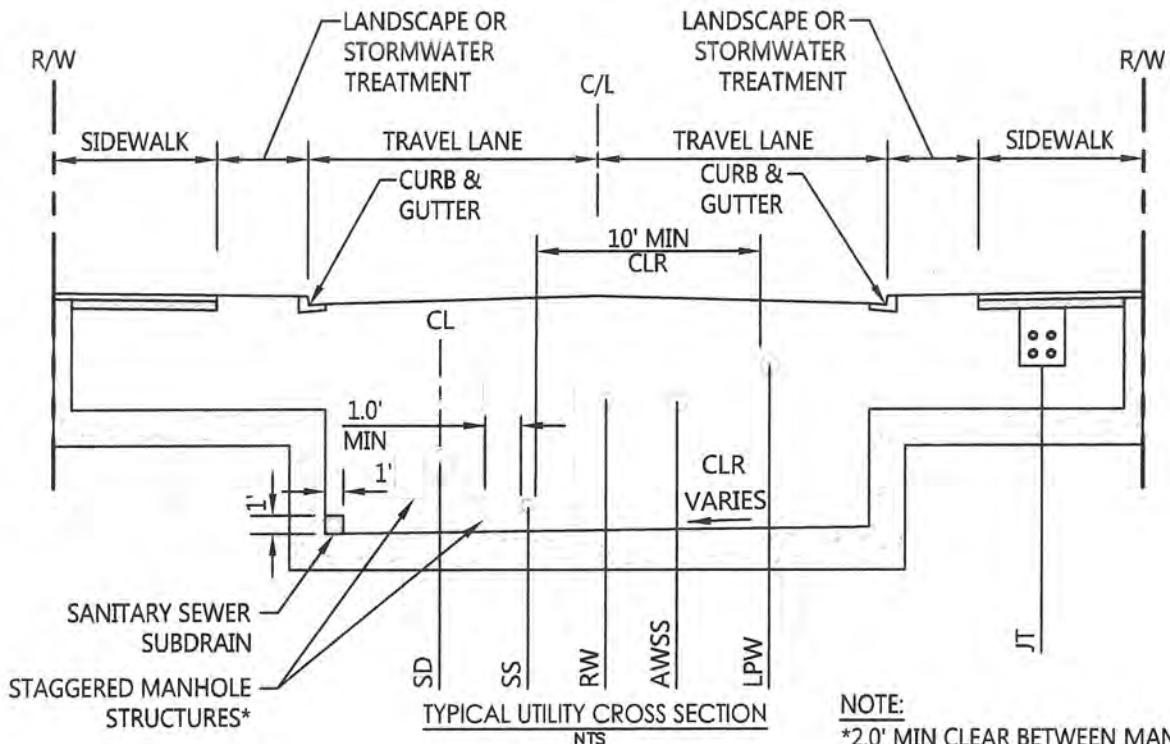 LANDSCAPE OR
STORMWATER
TREATMENT
LANDSCAPE OR
STORMWATER
TREATMENT
R/W
C/L
R/W
SIDEWALK
TRAVEL LANE
TRAVEL LANE
SIDEWALK
CURB &
GUTTER
CURB &
GUTTER
10' MIN
CLR
CL
1.0'
MIN
CLR
VARIES
1'
1'
SANITARY SEWER
SUBDRAIN
STAGGERED MANHOLE
STRUCTURES*
SD
SS
RW
AWSS
LPW
JT
TYPICAL UTILITY CROSS SECTION
NTS
NOTE:
*2.0' MIN CLEAR BETWEEN MAN